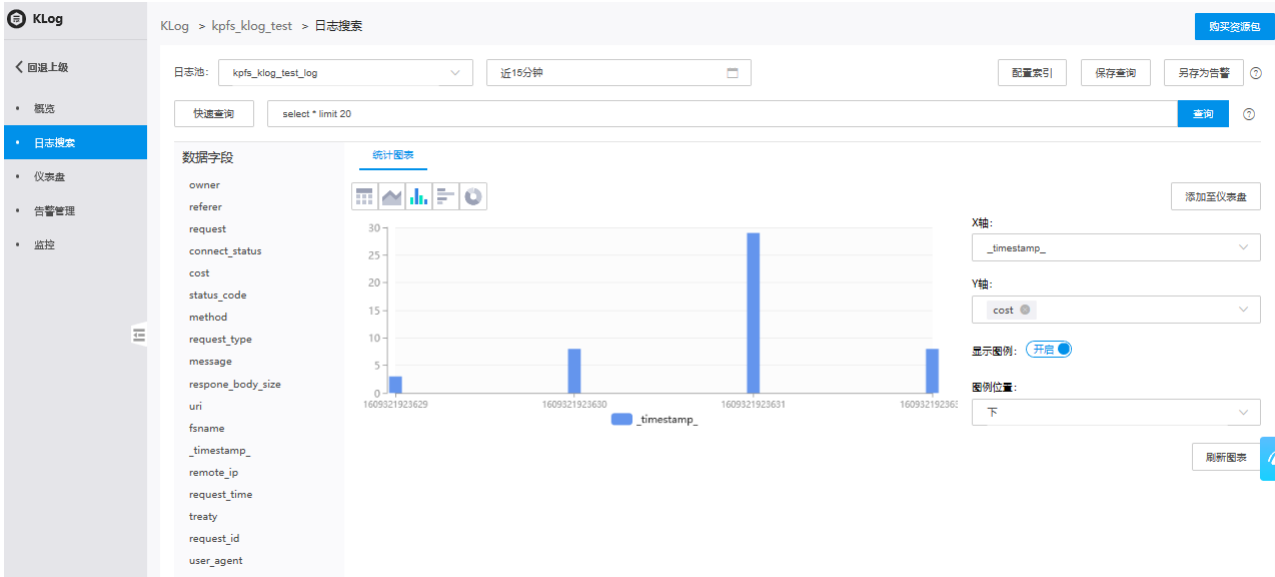 KLog
KLog > kpfs_klog_test > 日志搜索
购买资源包
回退上级
概览
日志搜索
仪表盘
告警管理
监控
日志池: kpfs_klog_test_log 近15分钟 配置索引 保存查询 另存为告警 ?
快速查询 select * limit 20 查询 ?
数据字段
owner
referer
request
connect_status
cost
status_code
method
request_type
message
respone_body_size
uri
fsname
_timestamp_
remote_ip
request_time
treaty
request_id
user_agent
统计图表
添加至仪表盘
30
25
20
15
10
5
0
1609321923629 1609321923630 1609321923631
_timestamp_
X轴:
_timestamp_
Y轴:
cost
显示图例: 开启
图例位置:
下
刷新图表